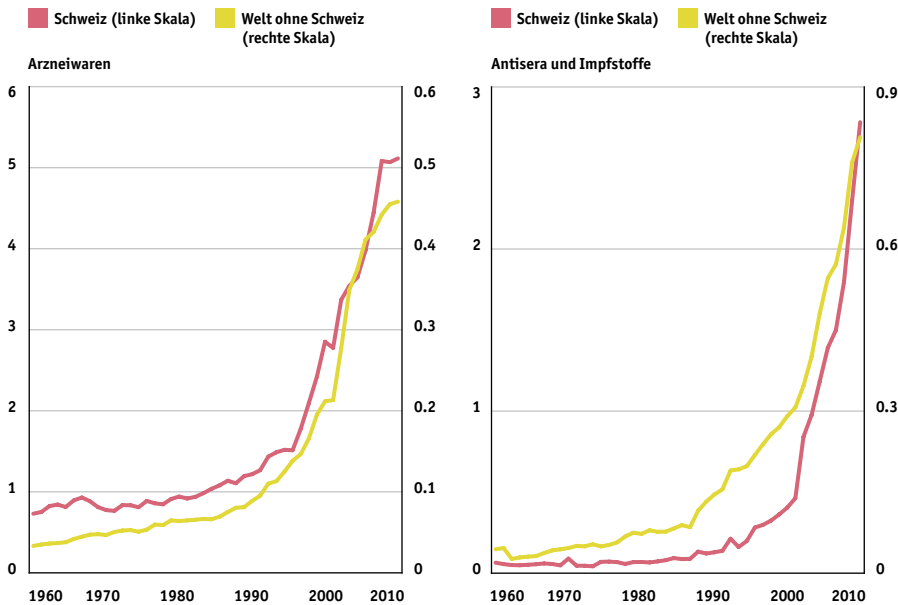 Schweiz (linke Skala)
Welt ohne Schweiz
(rechte Skala)
Arzneiwaren
6
5
4
3
2
1
0
0.6
0.5
0.4
0.3
0.2
0.1
0
1960 1970 1980 1990 2000 2010
Schweiz (linke Skala)
Welt ohne Schweiz
(rechte Skala)
Antisera und Impfstoffe
3
2
1
0
0.9
0.6
0.3
0
1960 1970 1980 1990 2000 2010